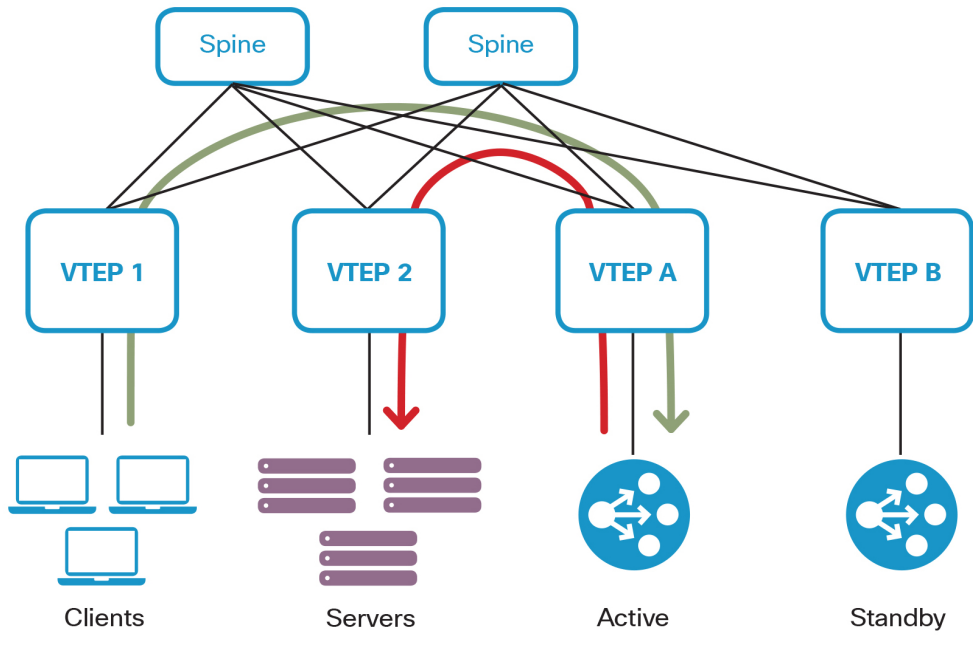 Spine
Spine
VTEP 1
VTEP 2
VTEP A
VTEP B
Clients
Servers
Active
Standby